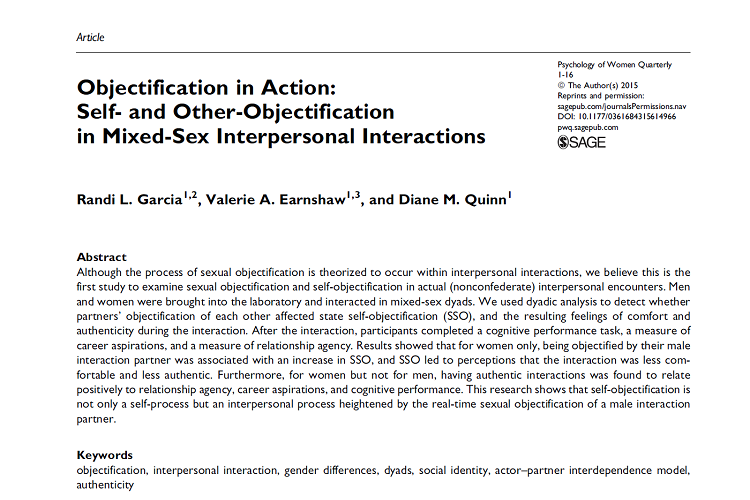 Article
Psychology of Women Quarterly
1-16
© The Author(s) 2015
Reprints and permission:
sagepub.com/journalsPermissions.nav
DOI: 10.1177/0361684315614966
pwq.sagepub.com
SAGE
Objectification in Action:
Self- and Other-Objectification
in Mixed-Sex Interpersonal Interactions
Randi L. Garcia1,2, Valerie A. Earnshaw1,3, and Diane M. Quinn1
Abstract
Although the process of sexual objectification is theorized to occur within interpersonal interactions, we believe this is the
first study to examine sexual objectification and self-objectification in actual (nonconfederate) interpersonal encounters. Men
and women were brought into the laboratory and interacted in mixed-sex dyads. We used dyadic analysis to detect whether
partners' objectification of each other affected state self-objectification (SSO), and the resulting feelings of comfort and
authenticity during the interaction. After the interaction, participants completed a cognitive performance task, a measure of
career aspirations, and a measure of relationship agency. Results showed that for women only, being objectified by their male
interaction partner was associated with an increase in SSO, and SSO led to perceptions that the interaction was less com-
fortable and less authentic. Furthermore, for women but not for men, having authentic interactions was found to relate
positively to relationship agency, career aspirations, and cognitive performance. This research shows that self-objectification is
not only a self-process but an interpersonal process heightened by the real-time sexual objectification of a male interaction
partner.
Keywords
objectification, interpersonal interaction, gender differences, dyads, social identity, actor–partner interdependence model,
authenticity